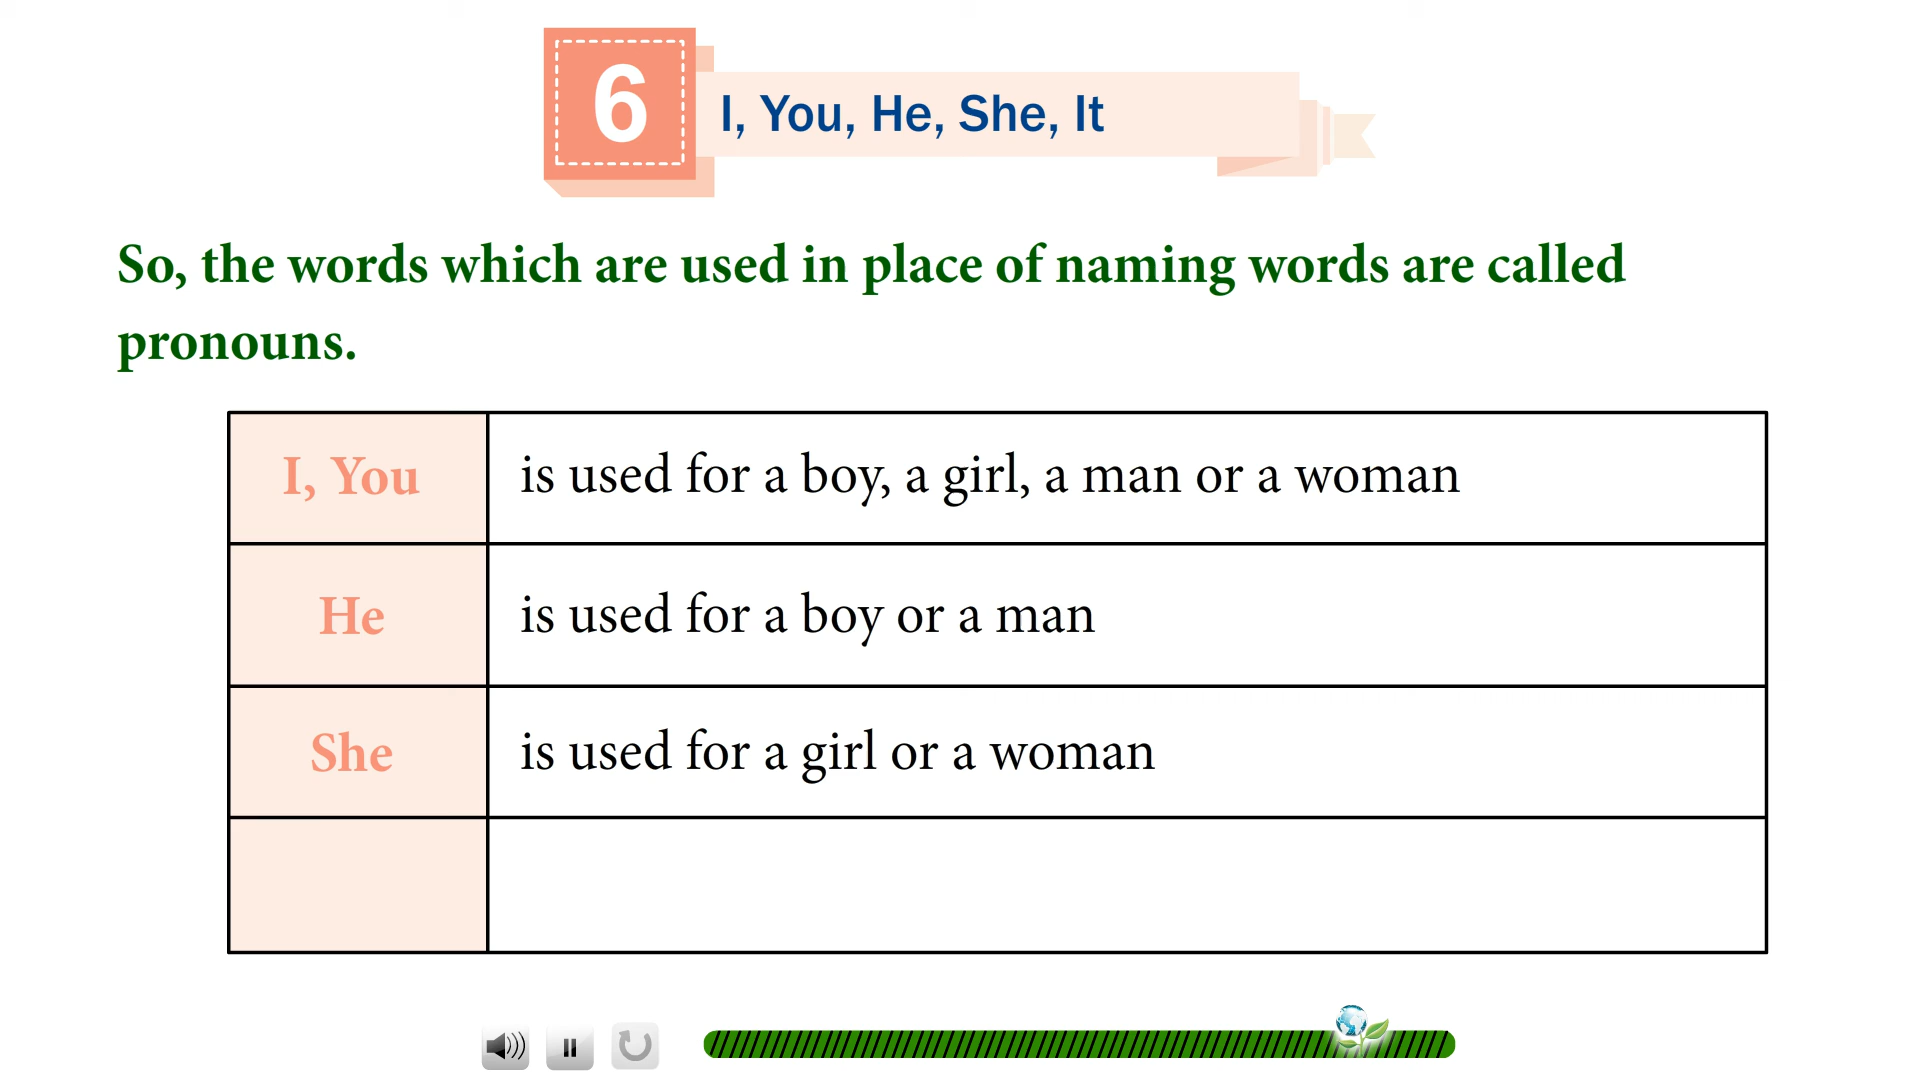 6
I, You, He, She, It
So, the words which are used in place of naming words are called
pronouns.
I, You is used for a boy, a girl, a man or a woman
He is used for a boy or a man
She is used for a girl or a woman